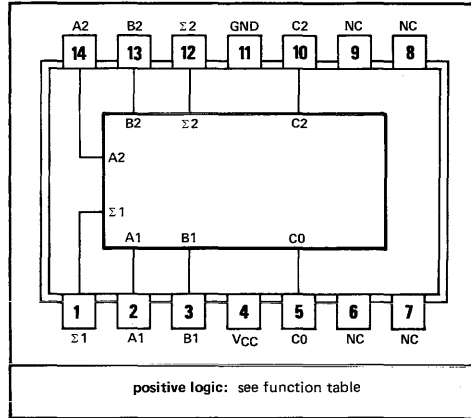 A2 B2 Σ2 GND C2 NC NC
14 13 12 11 10 9 8
B2 Σ2 C2
A2
Σ1
A1 B1 C0
1 2 3 4 5 6 7
Σ1 A1 B1 VCC C0 NC NC
positive logic: see function table